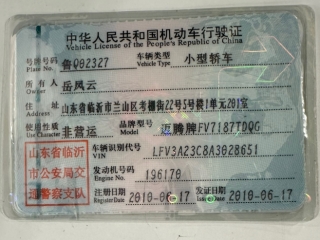 中华人民共和国机动车行驶证
Vehicle License of the People's Republic of China
号牌号码 鲁Q82327 车辆类型 小型轿车
Plate No. Vehicle Type
所有人 岳凤云
Owner
住址 山东省临沂市兰山区考棚街22号5号楼1单元201室
Address
使用性质 非营运 品牌型号 迈腾牌FV7187TDQG
Use Character Model
山东省临沂 车辆识别代号 LFV3A23C8A3028651
VIN
市公安局交 发动机号码 196170
Engine No.
通警察支队 注册日期 2010-06-17 发证日期 2010-06-17
Register Date Issue Date